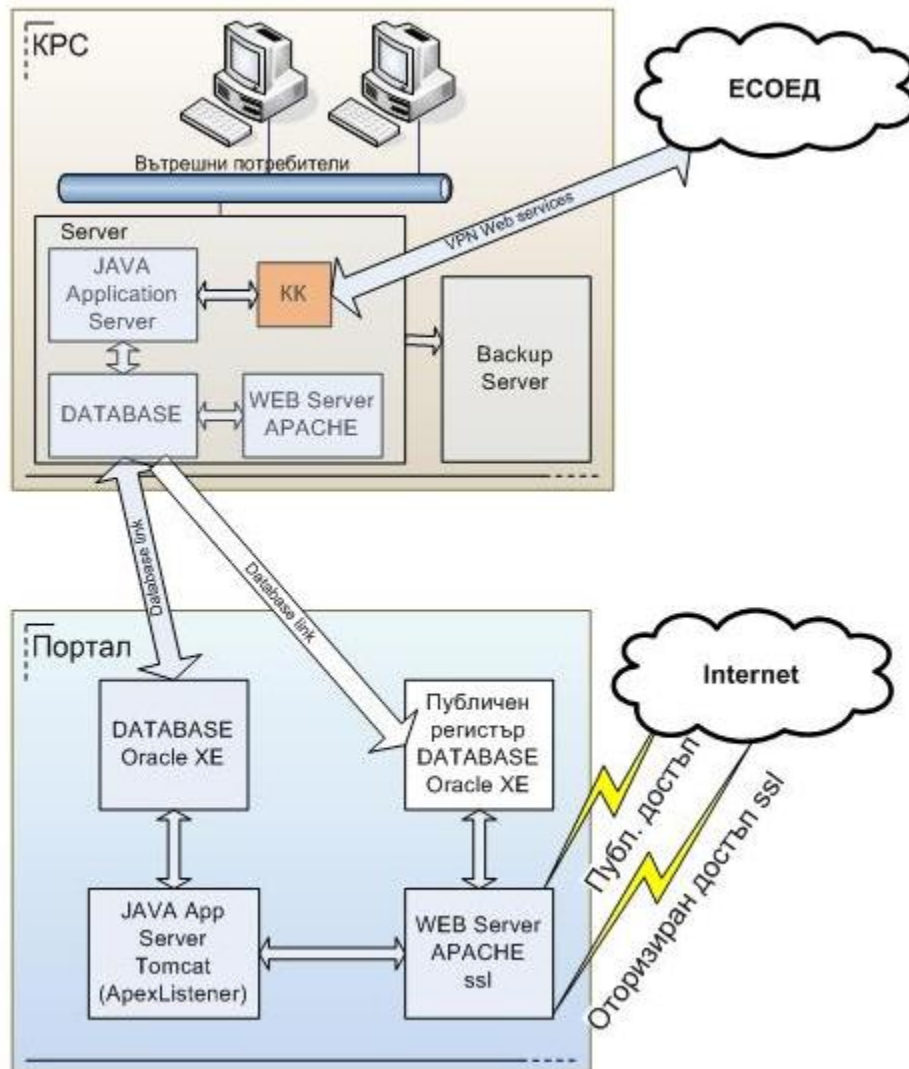 КРС
ЕСОЕД
Вътрешни потребители
VPN Web services
Server
JAVA
Application
Server
КК
Backup
Server
DATABASE
WEB Server
APACHE
Database link
Database link
Портал
Internet
DATABASE
Oracle XE
Публичен
регистър
DATABASE
Oracle XE
Публ. достъп
Оторизиран достъп ssl
JAVA App
Server
Tomcat
(ApexListener)
WEB Server
APACHE
ssl